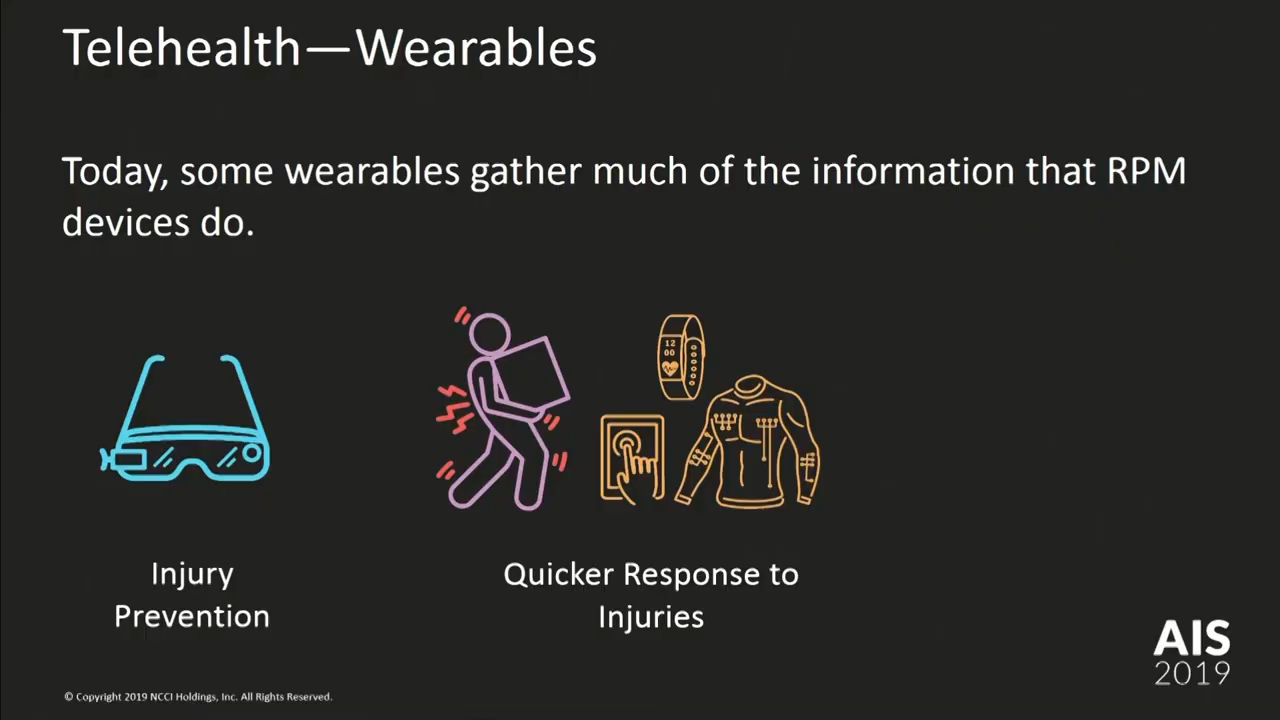 Telehealth—Wearables
Today, some wearables gather much of the information that RPM
devices do.
12
00
Injury
Prevention
Quicker Response to
Injuries
AIS
2019
© Copyright 2019 NCCI Holdings, Inc. All Rights Reserved.